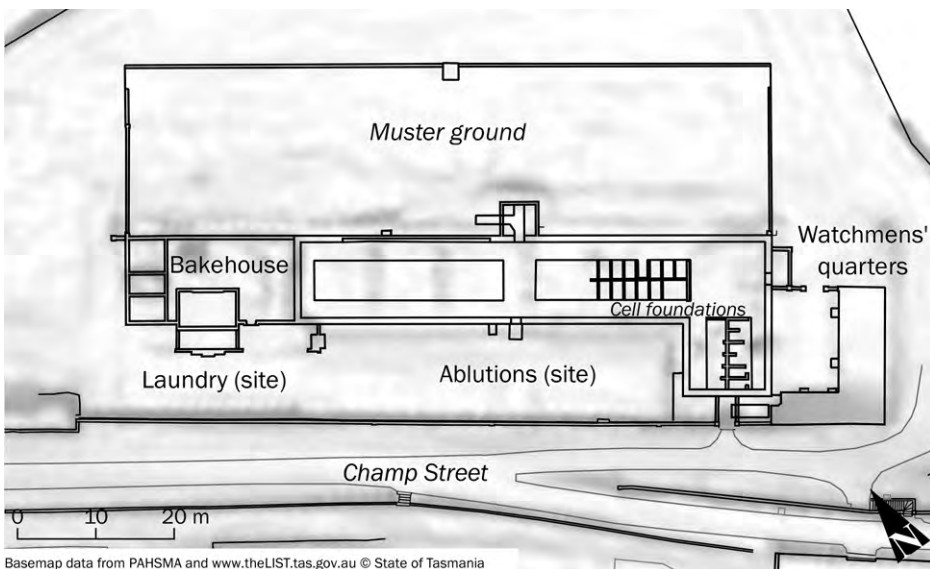 Muster ground
Watchmens'
quarters
Bakehouse
Cell foundations
Laundry (site)
Ablutions (site)
Champ Street
0 10 20 m
N
Basemap data from PAHSMA and www.theLIST.tas.gov.au © State of Tasmania